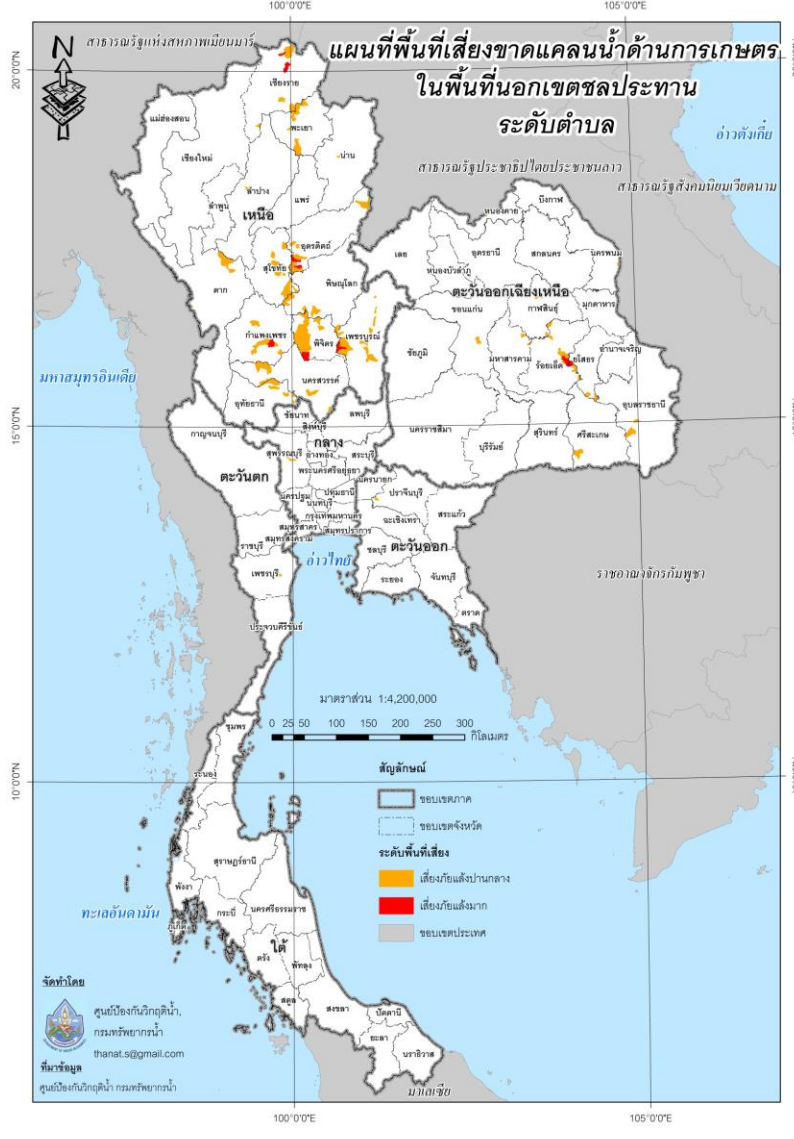 100°0'0"E
105°0'0"E
แผนที่พื้นที่เสี่ยงขาดแคลนน้ำด้านการเกษตร
ในพื้นที่นอกเขตชลประทาน
ระดับตำบล
N
สาธารณรัฐแห่งสหภาพเมียนมาร์
20°0'0"N
อ่าวตังเกี๋ย
สาธารณรัฐประชาธิปไตยประชาชนลาว
สาธารณรัฐสังคมนิยมเวียดนาม
เชียงราย
แม่ฮ่องสอน
พะเยา
เชียงใหม่
น่าน
ลำปาง
แพร่
ลำพูน
เหนือ
อุตรดิตถ์
สุโขทัย
ตาก
พิษณุโลก
กำแพงเพชร
พิจิตร
เพชรบูรณ์
นครสวรรค์
อุทัยธานี
บึงกาฬ
หนองคาย
เลย
อุดรธานี
สกลนคร
นครพนม
หนองบัวลำภู
ตะวันออกเฉียงเหนือ
ขอนแก่น
กาฬสินธุ์
มุกดาหาร
ชัยภูมิ
มหาสารคาม
ร้อยเอ็ด
ยโสธร
อำนาจเจริญ
อุบลราชธานี
นครราชสีมา
บุรีรัมย์
สุรินทร์
ศรีสะเกษ
มหาสมุทรอินเดีย
15°0'0"N
ชัยนาท
ลพบุรี
สิงห์บุรี
กลาง
กาญจนบุรี
สุพรรณบุรี
อ่างทอง
สระบุรี
ตะวันตก
พระนครศรีอยุธยา
นครนายก
ปราจีนบุรี
นครปฐม
ปทุมธานี
นนทบุรี
กรุงเทพมหานคร
ฉะเชิงเทรา
สระแก้ว
สมุทรสาคร
สมุทรปราการ
สมุทรสงคราม
ราชบุรี
อ่าวไทย
ชลบุรี
ตะวันออก
ราชอาณาจักรกัมพูชา
เพชรบุรี
ระยอง
จันทบุรี
ตราด
ประจวบคีรีขันธ์
มาตราส่วน 1:4,200,000
0 25 50 100 150 200 250 300
กิโลเมตร
ชุมพร
ระนอง
10°0'0"N
สุราษฎร์ธานี
พังงา
กระบี่
นครศรีธรรมราช
ภูเก็ต
ทะเลอันดามัน
ใต้
ตรัง
พัทลุง
สตูล
สงขลา
ปัตตานี
ยะลา
นราธิวาส
มาเลเซีย
สัญลักษณ์
ขอบเขตภาค
ขอบเขตจังหวัด
ระดับพื้นที่เสี่ยง
เสี่ยงภัยแล้งปานกลาง
เสี่ยงภัยแล้งมาก
ขอบเขตประเทศ
จัดทำโดย
ศูนย์ป้องกันวิกฤติน้ำ,
กรมทรัพยากรน้ำ
thanat.s@gmail.com
ที่มาข้อมูล
ศูนย์ป้องกันวิกฤติน้ำ กรมทรัพยากรน้ำ
100°0'0"E
105°0'0"E